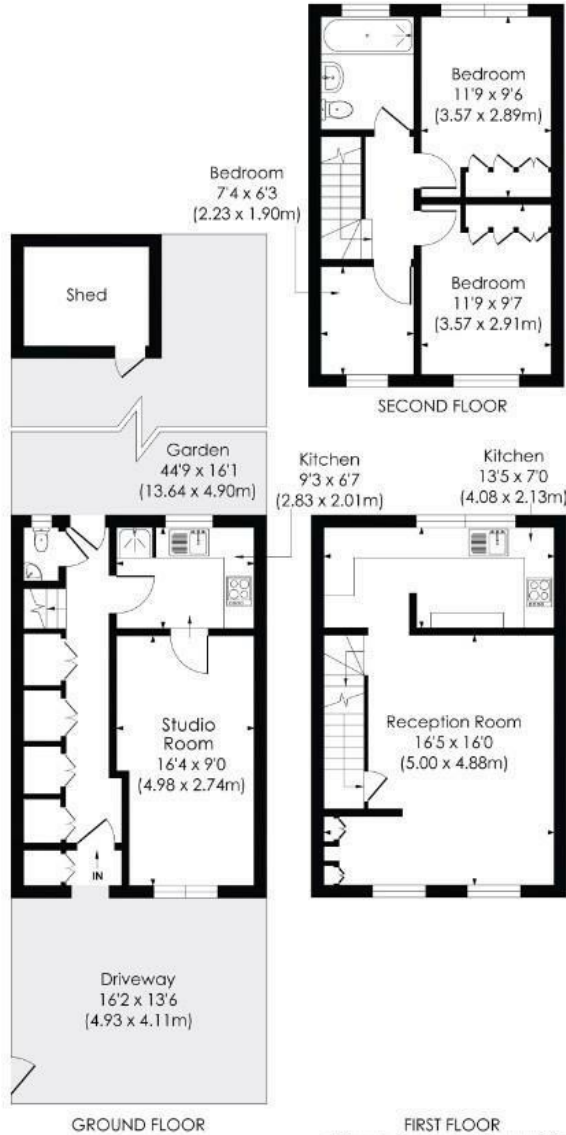 Bedroom
11'9 x 9'6
(3.57 x 2.89m)
Bedroom
7'4 x 6'3
(2.23 x 1.90m)
Bedroom
11'9 x 9'7
(3.57 x 2.91m)
SECOND FLOOR
Shed
Garden
44'9 x 16'1
(13.64 x 4.90m)
Kitchen
9'3 x 6'7
(2.83 x 2.01m)
Kitchen
13'5 x 7'0
(4.08 x 2.13m)
Studio
Room
16'4 x 9'0
(4.98 x 2.74m)
Reception Room
16'5 x 16'0
(5.00 x 4.88m)
IN
Driveway
16'2 x 13'6
(4.93 x 4.11m)
GROUND FLOOR
FIRST FLOOR